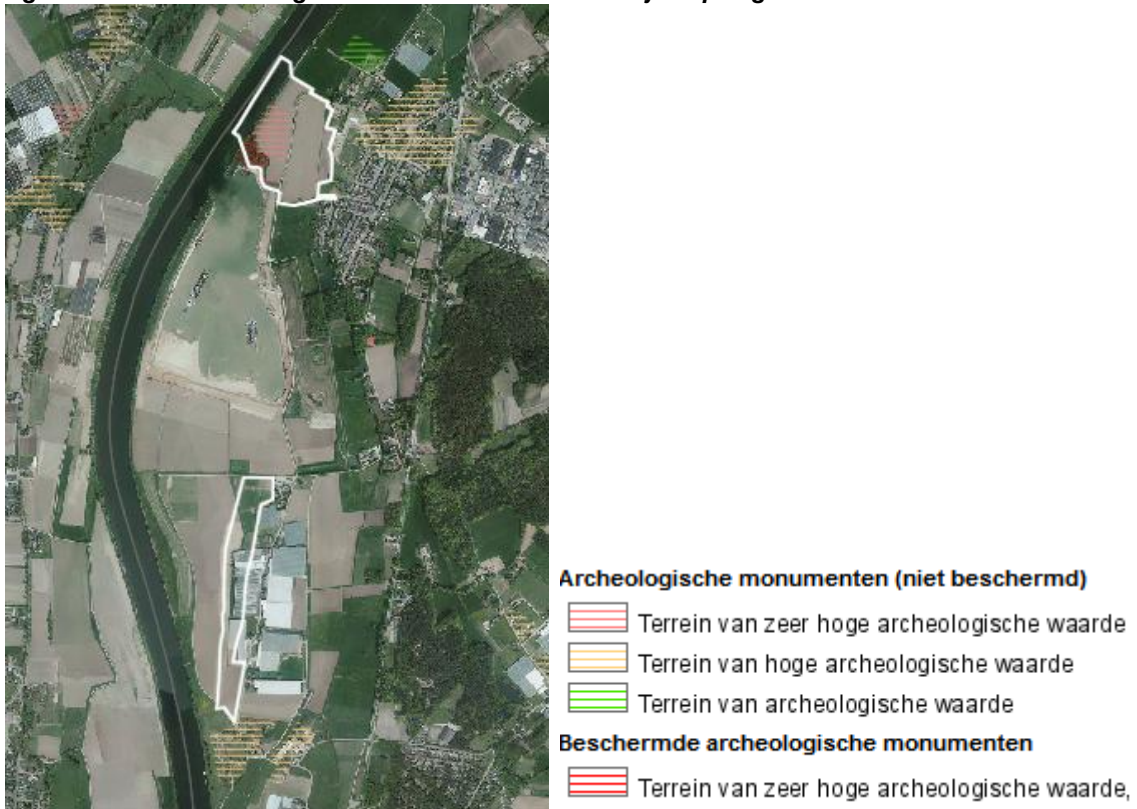 Archeologische monumenten (niet beschermd)
Terrein van zeer hoge archeologische waarde
Terrein van hoge archeologische waarde
Terrein van archeologische waarde
Beschermde archeologische monumenten
Terrein van zeer hoge archeologische waarde,